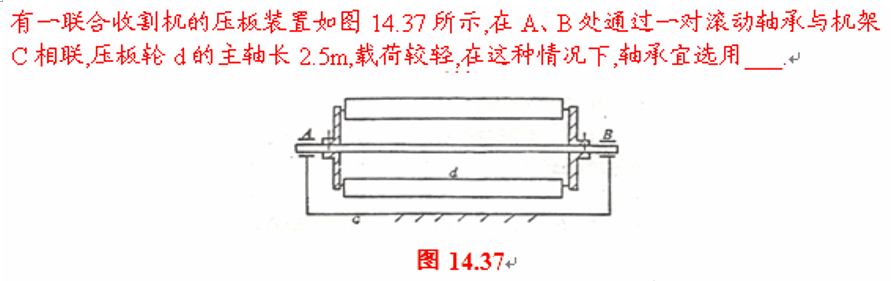 有一联合收割机的压板装置如图 14.37 所示,在 A、B 处通过一对滚动轴承与机架
C 相联,压板轮 d 的主轴长 2.5m,载荷较轻,在这种情况下,轴承宜选用___.
A
B
d
c
图 14.37